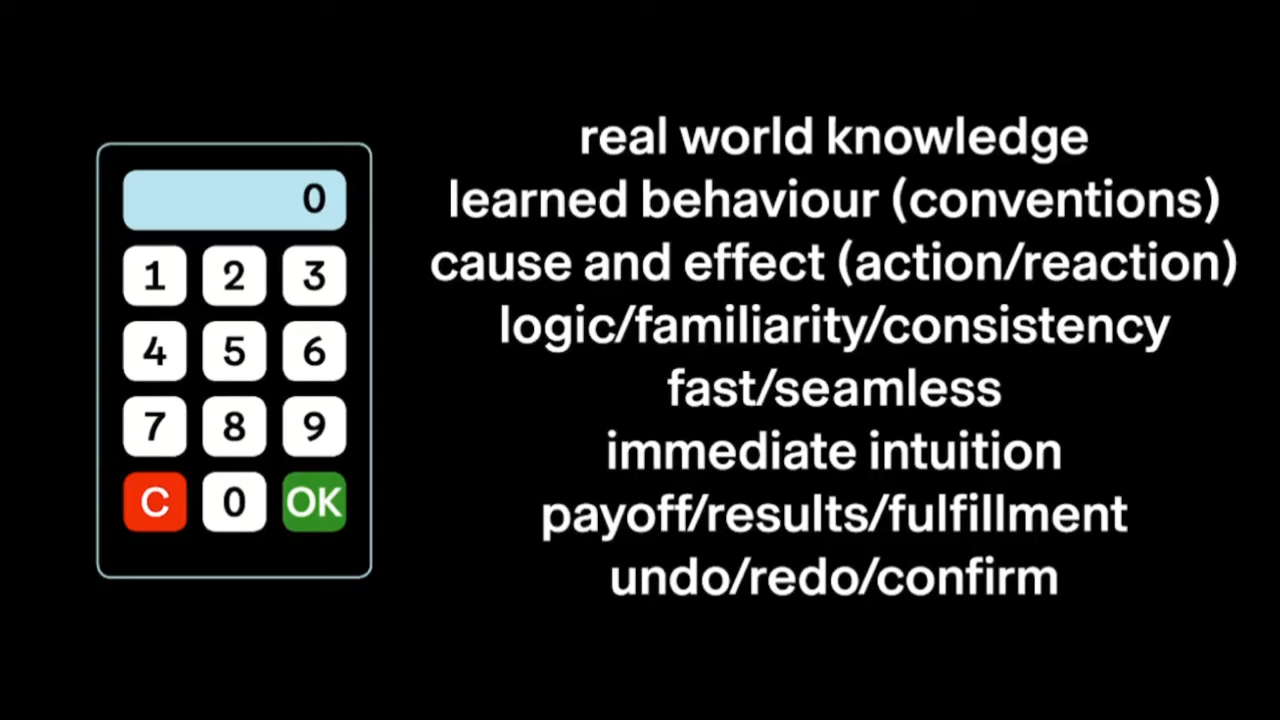 0
1 2 3
4 5 6
7 8 9
C 0 OK
real world knowledge
learned behaviour (conventions)
cause and effect (action/reaction)
logic/familiarity/consistency
fast/seamless
immediate intuition
payoff/results/fulfillment
undo/redo/confirm